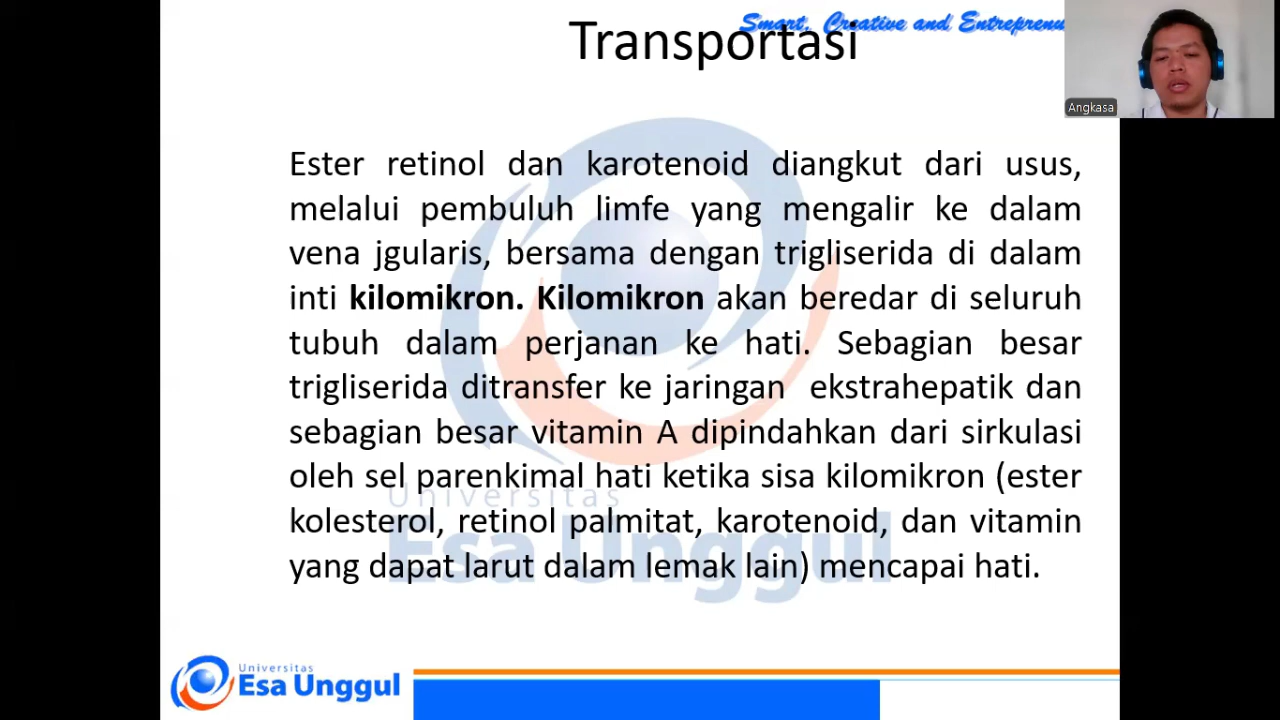 Smart, Creative and Entreprenu
Transportasi
Angkasa
Ester retinol dan karotenoid diangkut dari usus,
melalui pembuluh limfe yang mengalir ke dalam
vena jgularis, bersama dengan trigliserida di dalam
inti kilomikron. Kilomikron akan beredar di seluruh
tubuh dalam perjanan ke hati. Sebagian besar
trigliserida ditransfer ke jaringan ekstrahepatik dan
sebagian besar vitamin A dipindahkan dari sirkulasi
oleh sel parenkimal hati ketika sisa kilomikron (ester
kolesterol, retinol palmitat, karotenoid, dan vitamin
yang dapat larut dalam lemak lain) mencapai hati.
Universitas
Esa Unggul
Universitas
Esa Unggul